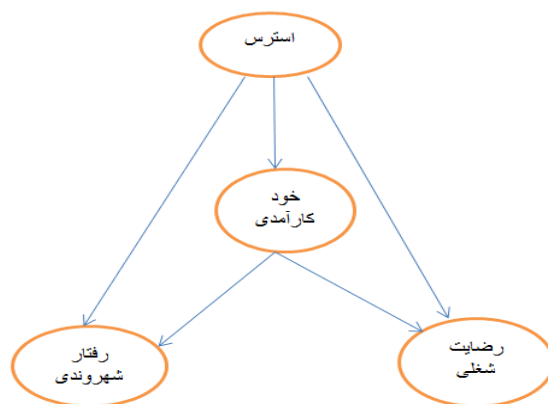 استرس
خود
کارآمدی
رفتار
شهروندی
رضایت
شغلی